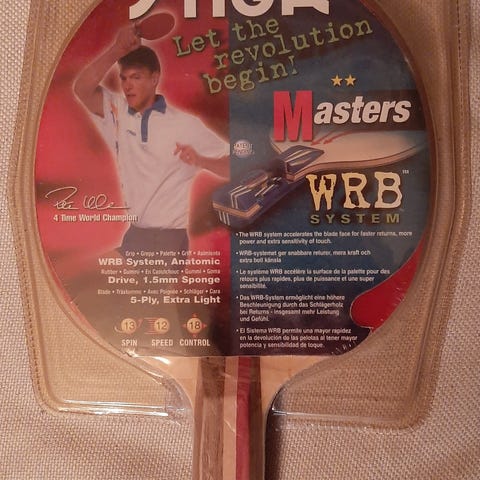 STIGA
Let the
revolution
begin!
Masters
WRB™
SYSTEM
4 Time World Champion
Grip • Grepp • Palette • Griff • Asimiento
WRB System, Anatomic
Rubber • Gummi • En Caoutchouc • Gummi • Goma
Drive, 1.5mm Sponge
Blade • Trästomme • Avec Poignée • Schläger • Cara
5-Ply, Extra Light
13 12 18
SPIN SPEED CONTROL
• The WRB system accelerates the blade face for faster returns, more
power and extra sensitivity of touch.
• WRB-systemet ger snabbare returer, mera kraft och
extra boll känsla
• Le système WRB accélère la surface de la palette pour des
retours plus rapides, plus de puissance et une super
sensibilité.
• Das WRB-System ermöglicht eine höhere
Beschleunigung durch das Schlägerholz
bei Returns - insgesamt mehr Leistung
und Gefühl.
• El Sistema WRB permite una mayor rapidez
en la devolución de las pelotas al tener mayor
potencia y sensibilidad de toque.